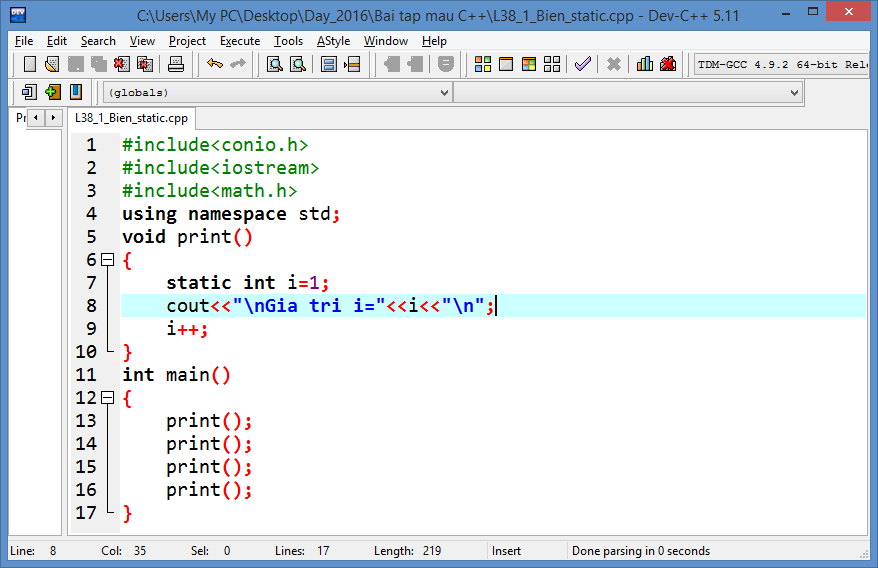 C:\Users\My PC\Desktop\Day_2016\Bai tap mau C++\L38_1_Bien_static.cpp - Dev-C++ 5.11
File Edit Search View Project Execute Tools AStyle Window Help
TDM-GCC 4.9.2 64-bit Rele
(globals)
Pr L38_1_Bien_static.cpp
1 #include<conio.h>
2 #include<iostream>
3 #include<math.h>
4 using namespace std;
5 void print()
6 {
7 static int i=1;
8 cout<<"\nGia tri i="<<i<<"\n";
9 i++;
10 }
11 int main()
12 {
13 print();
14 print();
15 print();
16 print();
17 }
Line: 8 Col: 35 Sel: 0 Lines: 17 Length: 219 Insert Done parsing in 0 seconds